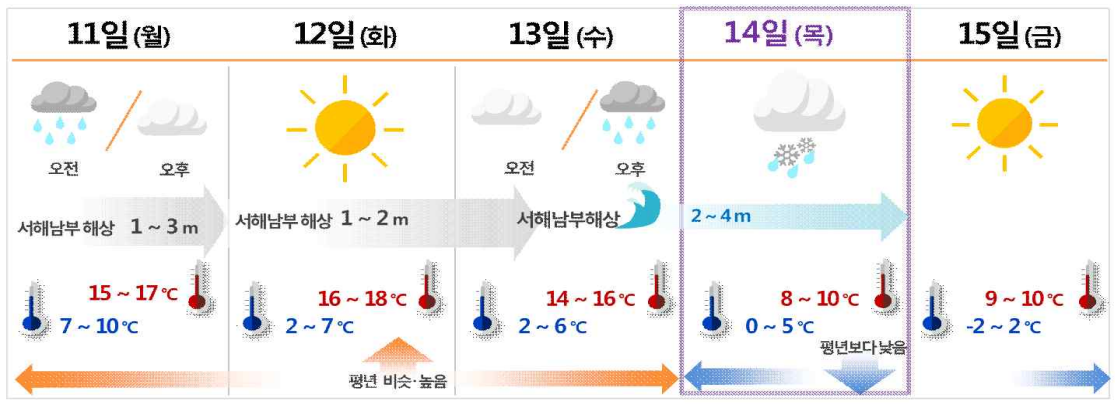 11일(월) 12일(화) 13일(수) 14일(목) 15일(금)
오전 오후 오전 오후
서해남부 해상 1 ~ 3 m 서해남부 해상 1 ~ 2 m 서해남부해상 2 ~ 4 m
15 ~ 17 ℃ 16 ~ 18 ℃ 14 ~ 16 ℃ 8 ~ 10 ℃ 9 ~ 10 ℃
7 ~ 10 ℃ 2 ~ 7 ℃ 2 ~ 6 ℃ 0 ~ 5 ℃ -2 ~ 2 ℃
평년보다 낮음
평년 비슷·높음